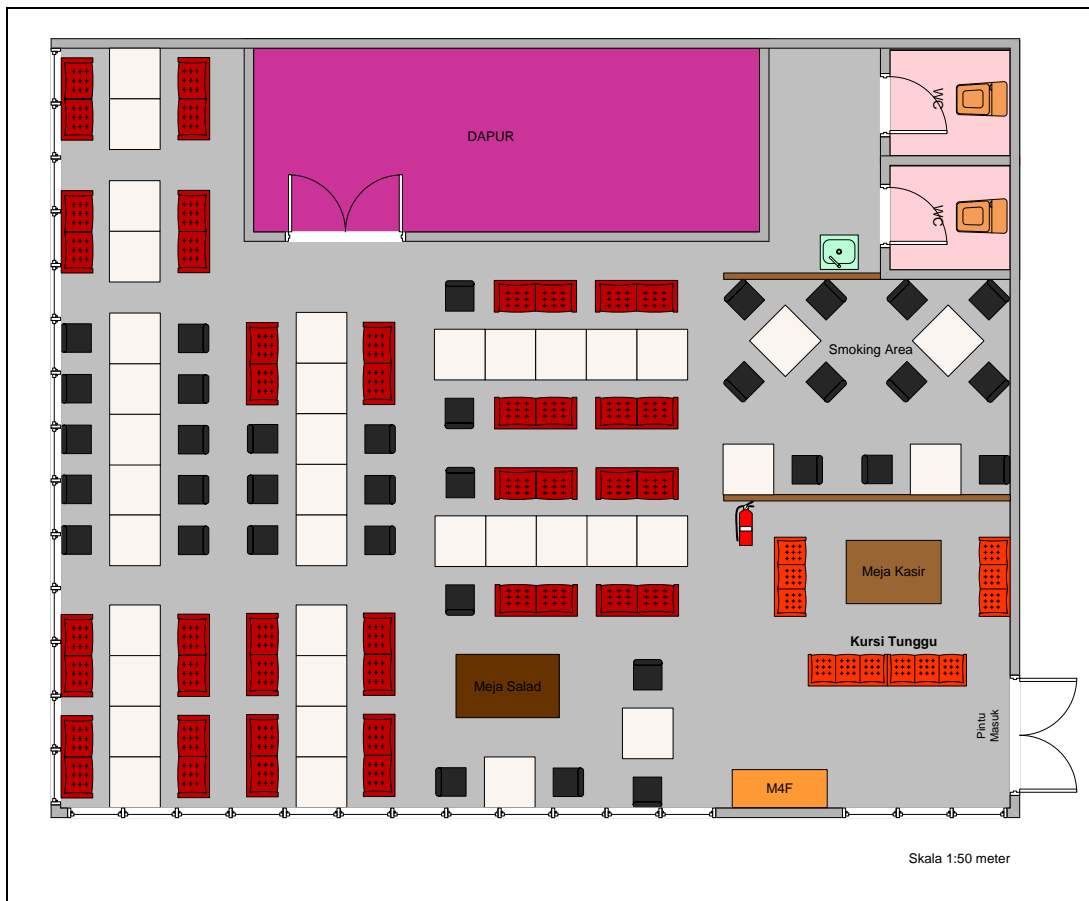 DAPUR
WC
WC
Smoking Area
Meja Kasir
Kursi Tunggu
Meja Salad
Pintu
Masuk
M4F
Skala 1:50 meter